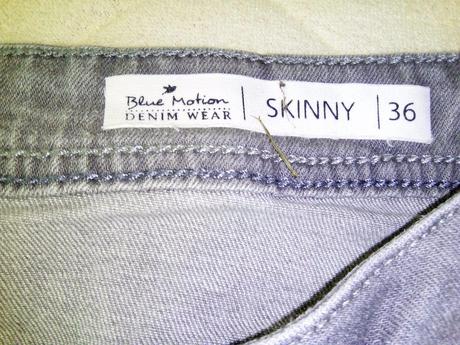 Blue Motion
DENIM WEAR
SKINNY
36